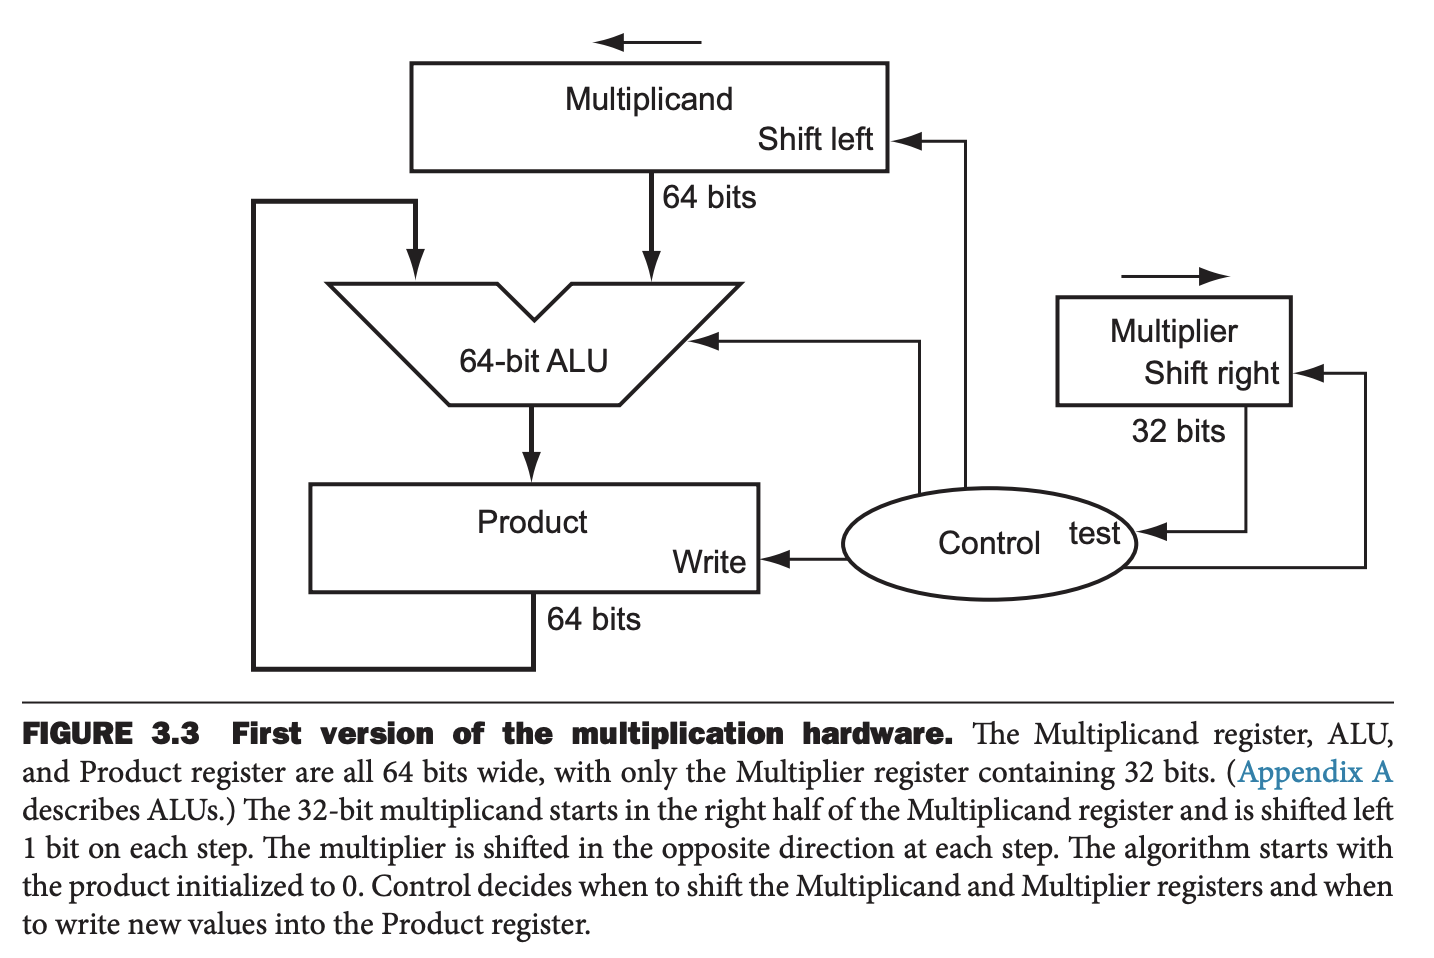 Multiplicand
Shift left
64 bits
64-bit ALU
Multiplier
Shift right
32 bits
Product
Write
Control
test
64 bits
FIGURE 3.3 First version of the multiplication hardware. The Multiplicand register, ALU,
and Product register are all 64 bits wide, with only the Multiplier register containing 32 bits. (Appendix A
describes ALUs.) The 32-bit multiplicand starts in the right half of the Multiplicand register and is shifted left
1 bit on each step. The multiplier is shifted in the opposite direction at each step. The algorithm starts with
the product initialized to 0. Control decides when to shift the Multiplicand and Multiplier registers and when
to write new values into the Product register.